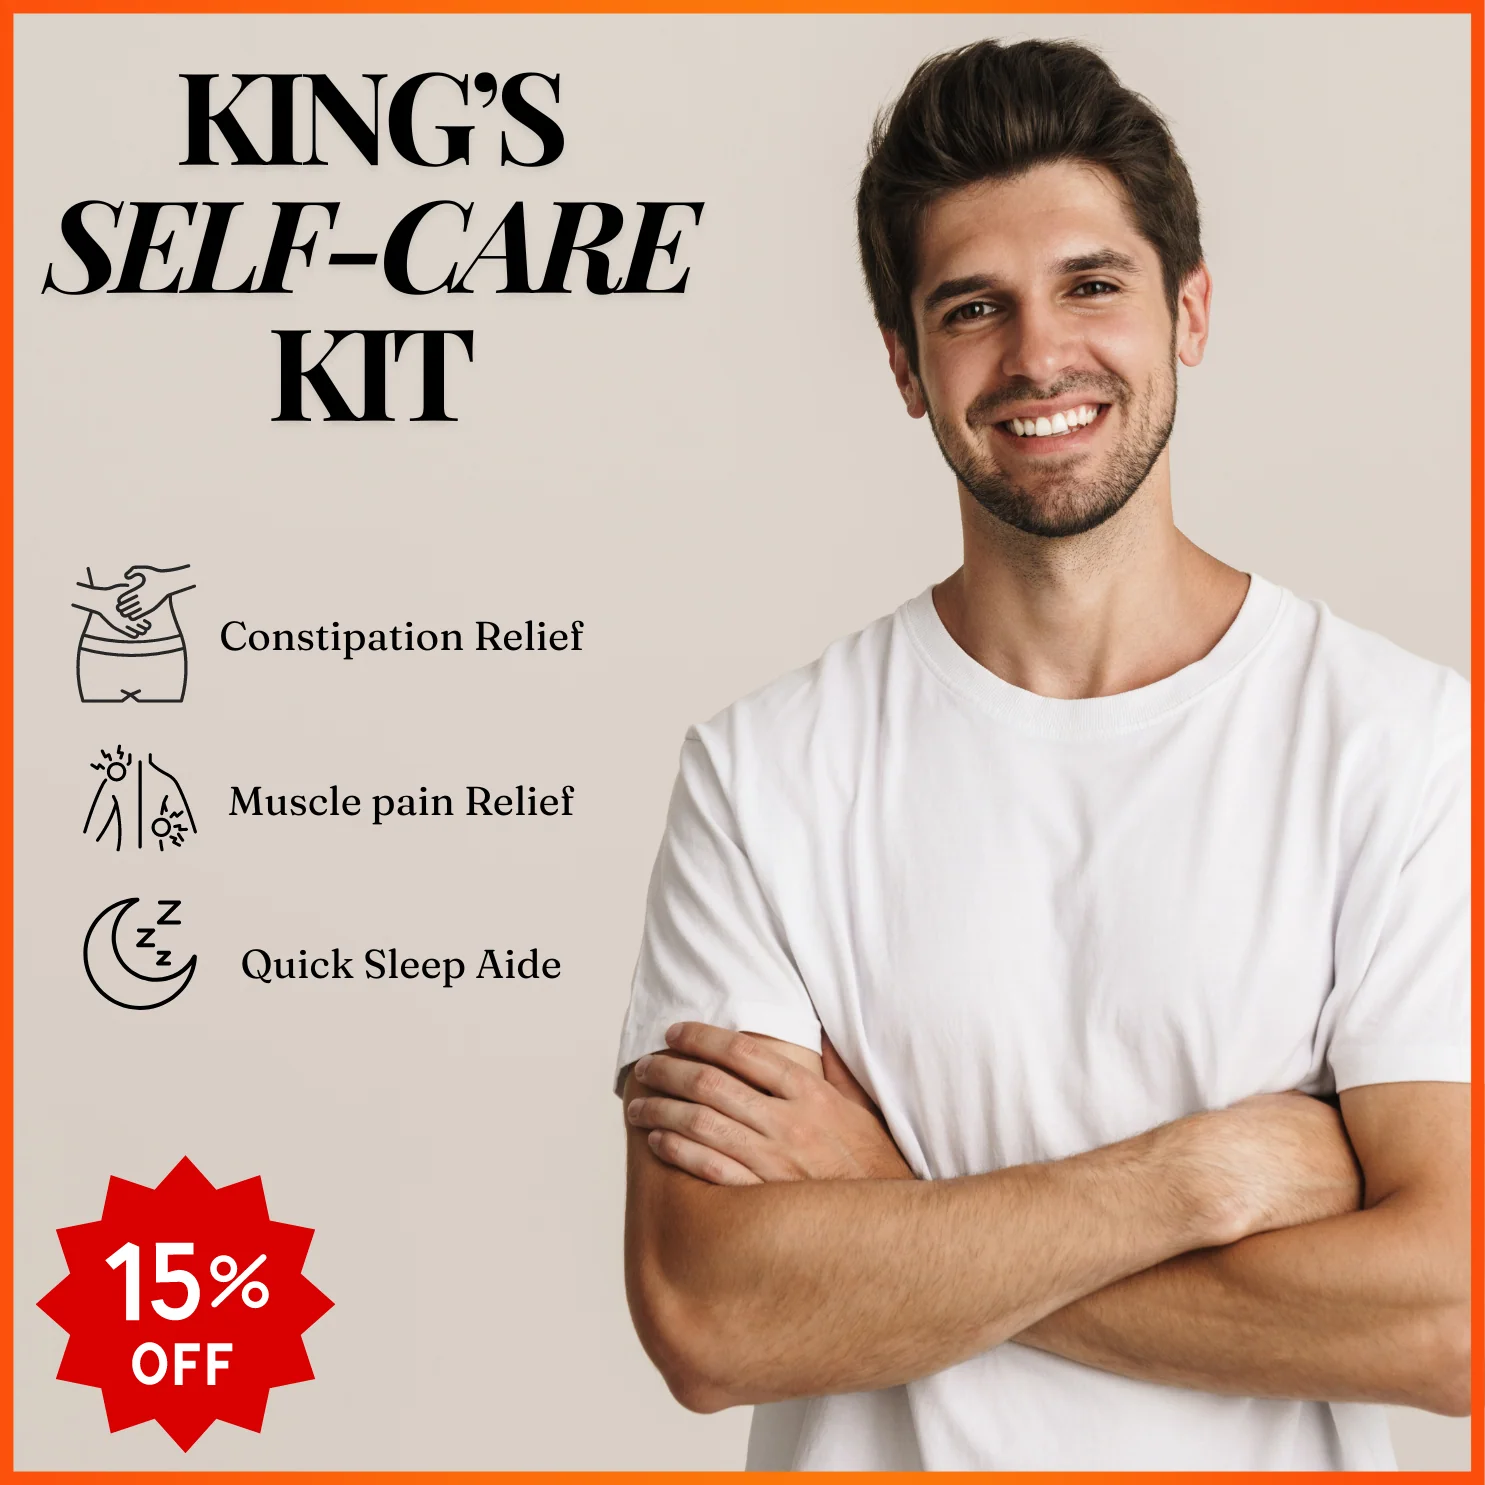 KING’S
SELF-CARE
KIT
Constipation Relief
Muscle pain Relief
Z
Z
Z
Quick Sleep Aide
15%
OFF